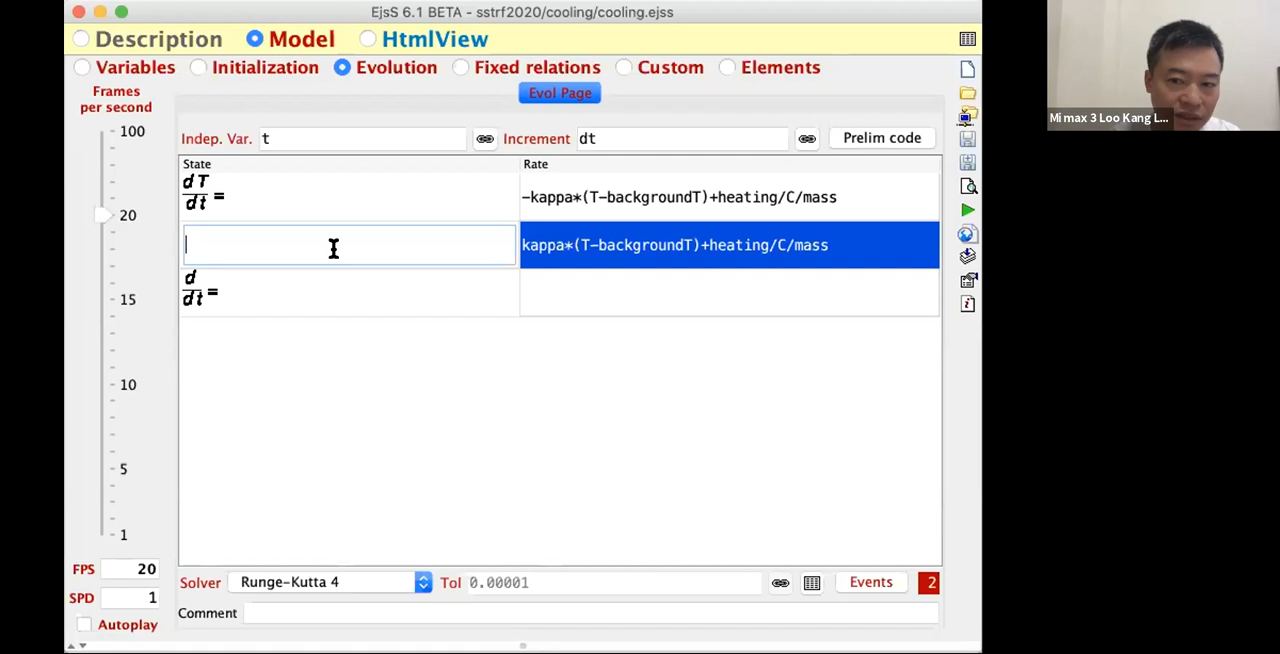 EjsS 6.1 BETA - sstrf2020/cooling/cooling.ejss
Description Model HtmlView
Variables Initialization Evolution Fixed relations Custom Elements
Frames
per second
Evol Page
100
20
15
10
5
1
Indep. Var. t Increment dt Prelim code
State Rate
dT
dt = -kappa*(T-backgroundT)+heating/C/mass
kappa*(T-backgroundT)+heating/C/mass
d
dt =
FPS 20
SPD 1
Autoplay
Solver Runge-Kutta 4 Tol 0.00001 Events 2
Comment
Mi max 3 Loo Kang L...